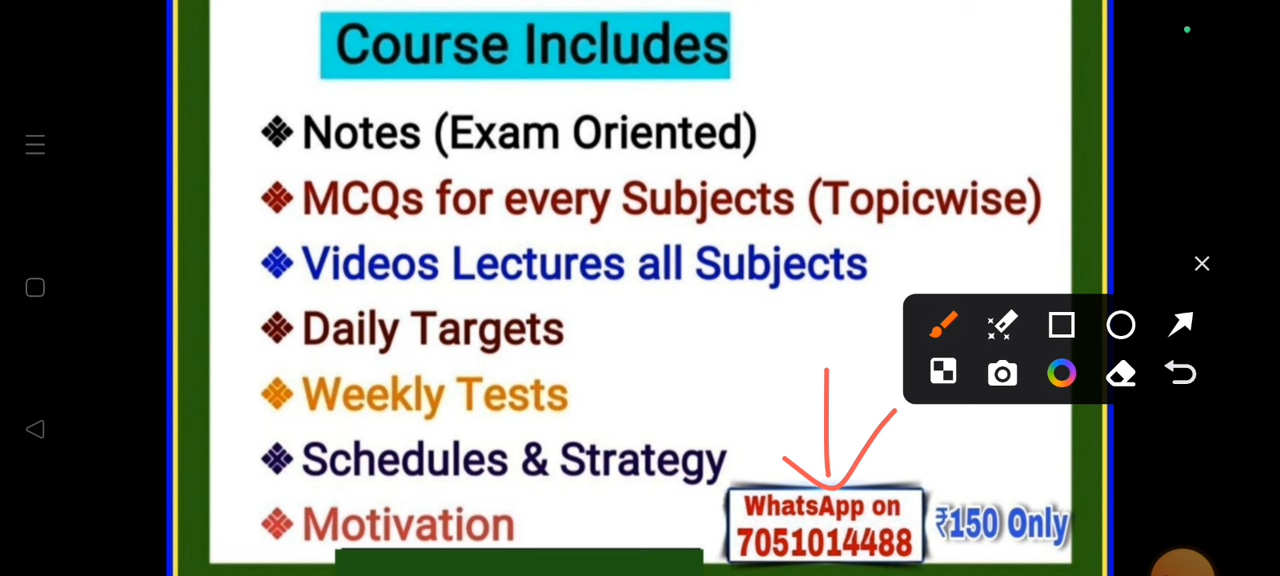 Course Includes
❖ Notes (Exam Oriented)
❖ MCQs for every Subjects (Topicwise)
❖ Videos Lectures all Subjects
❖ Daily Targets
❖ Weekly Tests
❖ Schedules & Strategy
❖ Motivation
WhatsApp on
7051014488
₹150 Only